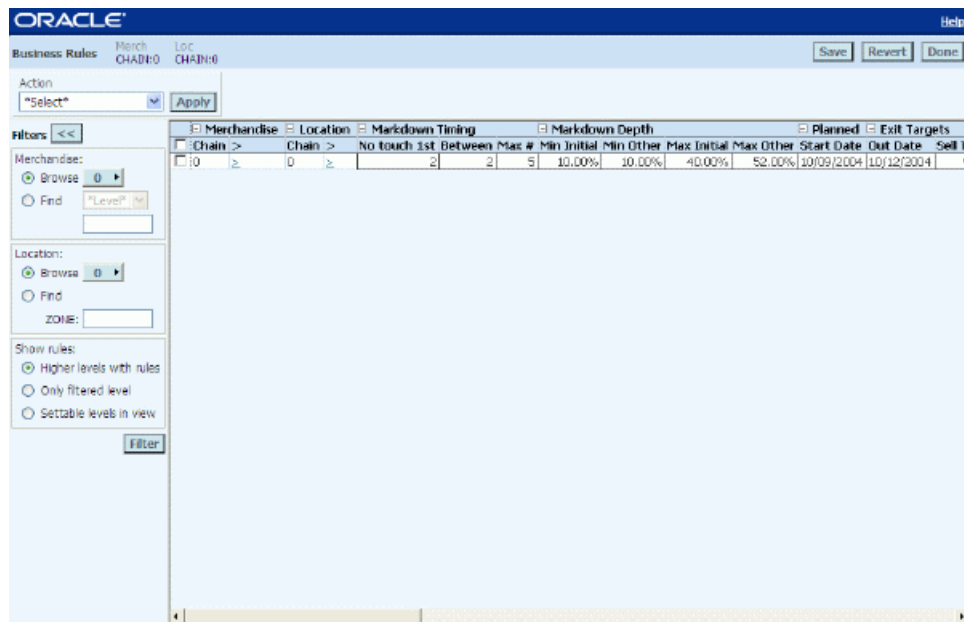 ORACLE
Help
Business Rules
Merch
CHAIN:0
Loc
CHAIN:0
Save Revert Done
Action
*Select* Apply
Filters <<
Merchandise:
Browse 0
Find *Level*
Location:
Browse 0
Find
ZONE:
Show rules:
Higher levels with rules
Only filtered level
Settable levels in view
Filter
Merchandise Location Markdown Timing Markdown Depth Planned Exit Targets
Chain > Chain > No touch 1st Between Max # Min Initial Min Other Max Initial Max Other Start Date Out Date Sell
0 ≥ 0 ≥ 2 2 5 10.00% 10.00% 40.00% 52.00% 10/09/2004 10/12/2004